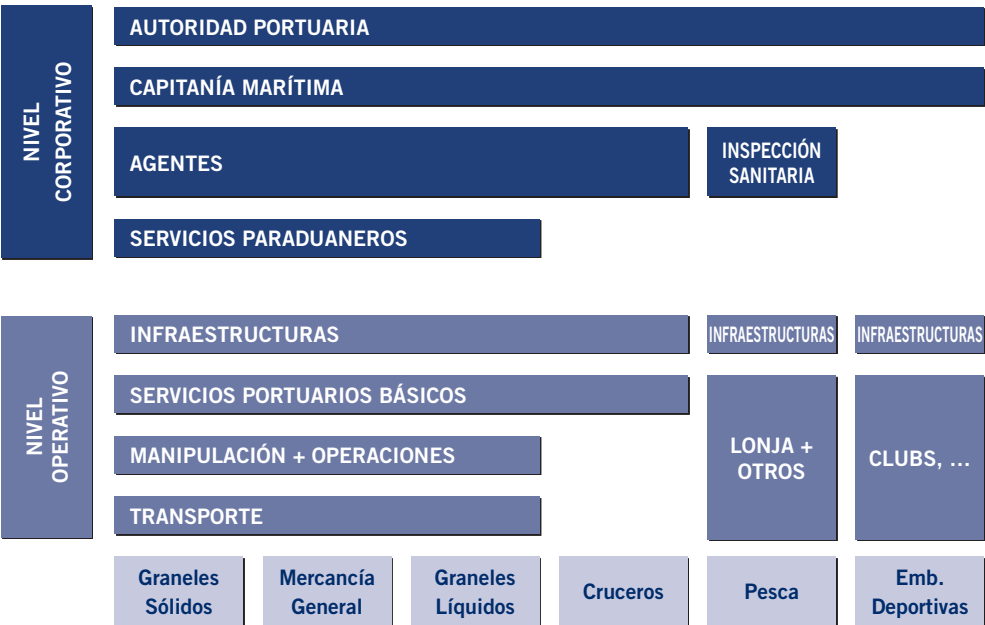 NIVEL
CORPORATIVO
AUTORIDAD PORTUARIA
CAPITANÍA MARÍTIMA
AGENTES
INSPECCIÓN
SANITARIA
SERVICIOS PARADUANEROS
NIVEL
OPERATIVO
INFRAESTRUCTURAS
INFRAESTRUCTURAS
INFRAESTRUCTURAS
SERVICIOS PORTUARIOS BÁSICOS
MANIPULACIÓN + OPERACIONES
TRANSPORTE
LONJA +
OTROS
CLUBS, ...
Graneles
Sólidos
Mercancía
General
Graneles
Líquidos
Cruceros
Pesca
Emb.
Deportivas